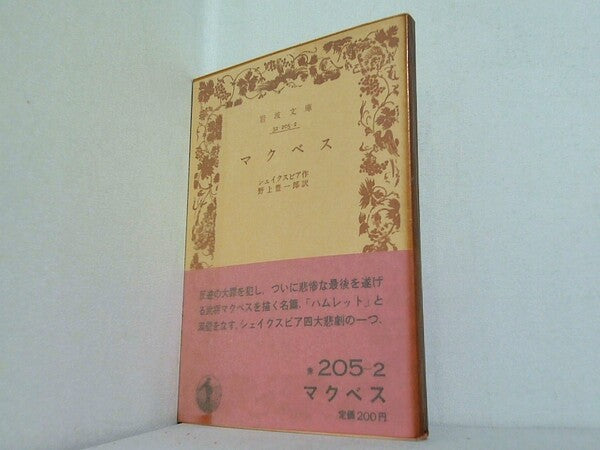 岩波文庫
32-205-2
マクベス
シェイクスピア作
野上豊一郎訳
反逆の大罪を犯し、ついに悲惨な最後を遂げ
る武将マクベスを描く名篇。「ハムレット」と
双璧をなす、シェイクスピア四大悲劇の一つ。
赤 205-2
マクベス
定価200円